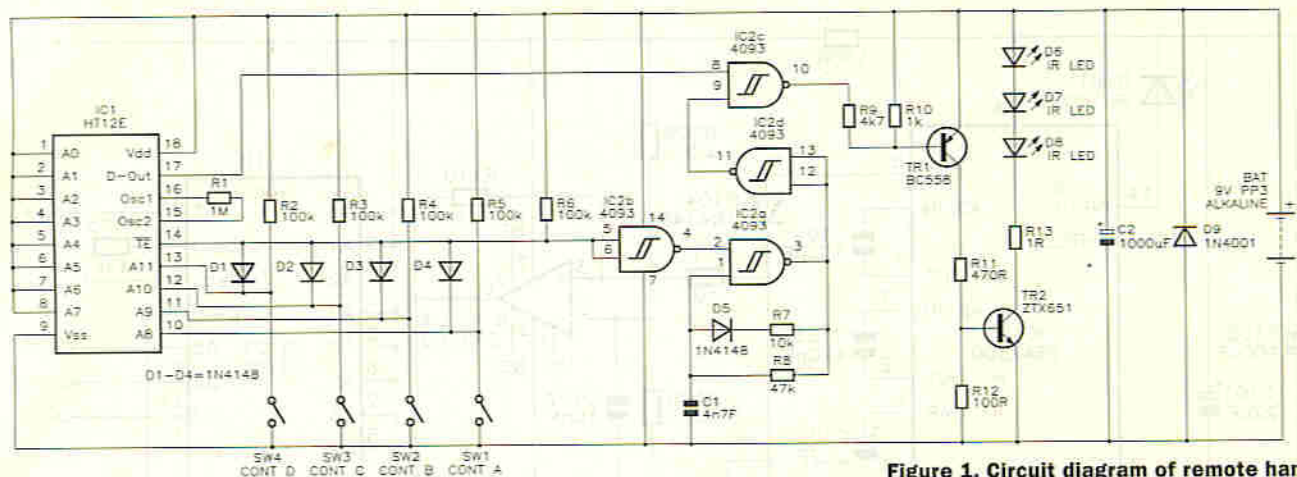 IC1
HT12E
1 A0 Vdd 18
2 A1 D-Out 17
3 A2 Osc1 16
4 A3 Osc2 15
5 A4 TE 14
6 A5 A11 13
7 A6 A10 12
8 A7 A9 11
9 Vss A8 10
D1-D4=1N4148
R1
1M
R2
100k
R3
100k
R4
100k
R5
100k
R6
100k
D1
D2
D3
D4
SW4
CONT D
SW3
CONT C
SW2
CONT B
SW1
CONT A
IC2b
4093
5
6
14
4
7
IC2c
4093
8
9
10
IC2d
4093
11
13
12
IC2a
4093
2
1
3
D5
1N4148
R7
10k
R8
47k
C1
4n7F
R9
4k7
R10
1k
TR1
BC558
R11
470R
R12
100R
D6
IR LED
D7
IR LED
D8
IR LED
R13
1R
TR2
ZTX651
+
C2
1000uF
D9
1N4001
BAT
9V PP3
ALKALINE
+
-
Figure 1. Circuit diagram of remote han